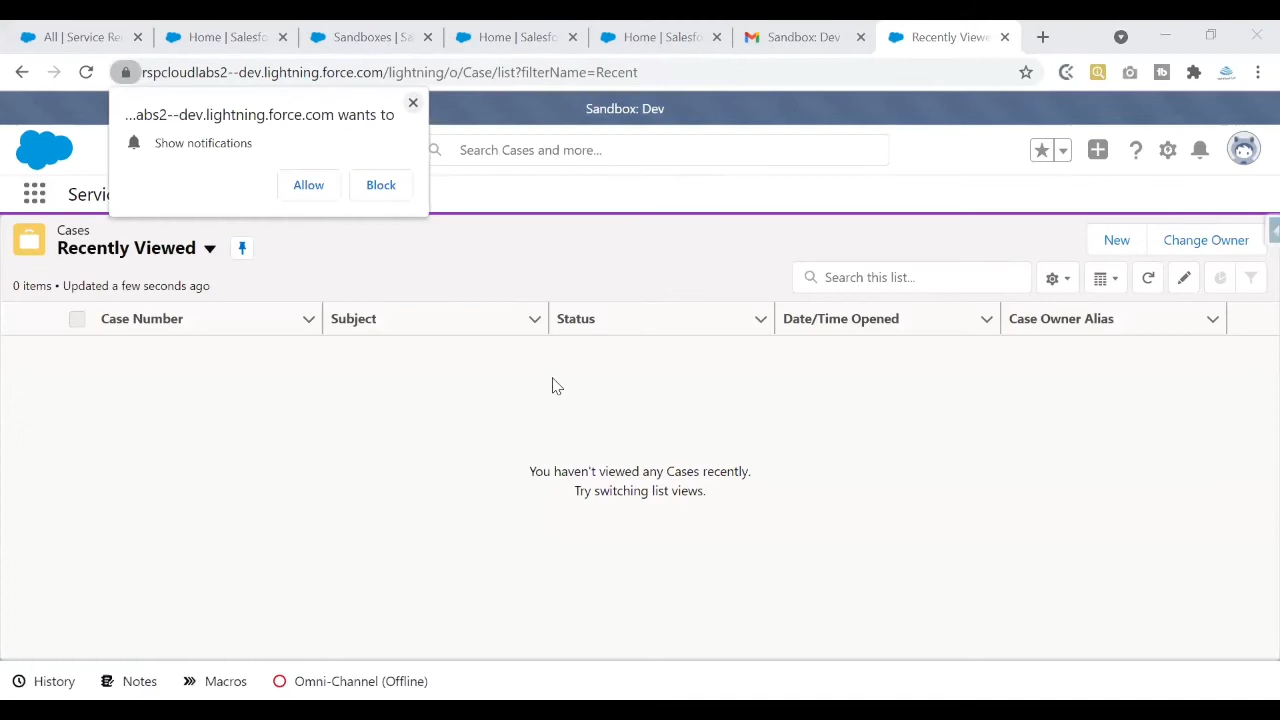 All | Service Re
Home | Salesfo
Sandboxes | Sa
Home | Salesfo
Home | Salesfo
Sandbox: Dev
Recently Viewe
rspcloudlabs2--dev.lightning.force.com/lightning/o/Case/list?filterName=Recent
Sandbox: Dev
...abs2--dev.lightning.force.com wants to
Show notifications
Allow
Block
Search Cases and more...
Servi
Cases
Recently Viewed
New
Change Owner
0 items • Updated a few seconds ago
Search this list...
Case Number
Subject
Status
Date/Time Opened
Case Owner Alias
You haven't viewed any Cases recently.
Try switching list views.
History
Notes
Macros
Omni-Channel (Offline)